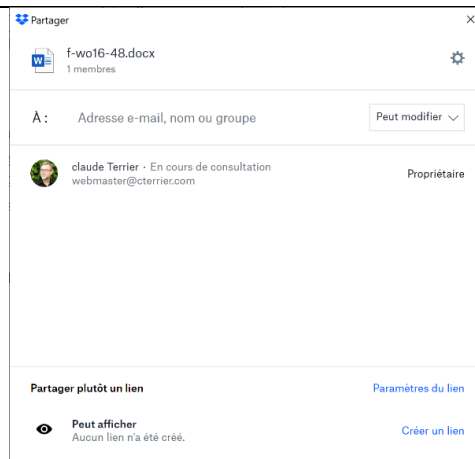 Partager
f-wo16-48.docx
1 membres
À : Adresse e-mail, nom ou groupe Peut modifier
claude Terrier · En cours de consultation
webmaster@cterrier.com
Propriétaire
Partager plutôt un lien Paramètres du lien
Peut afficher
Aucun lien n'a été créé.
Créer un lien